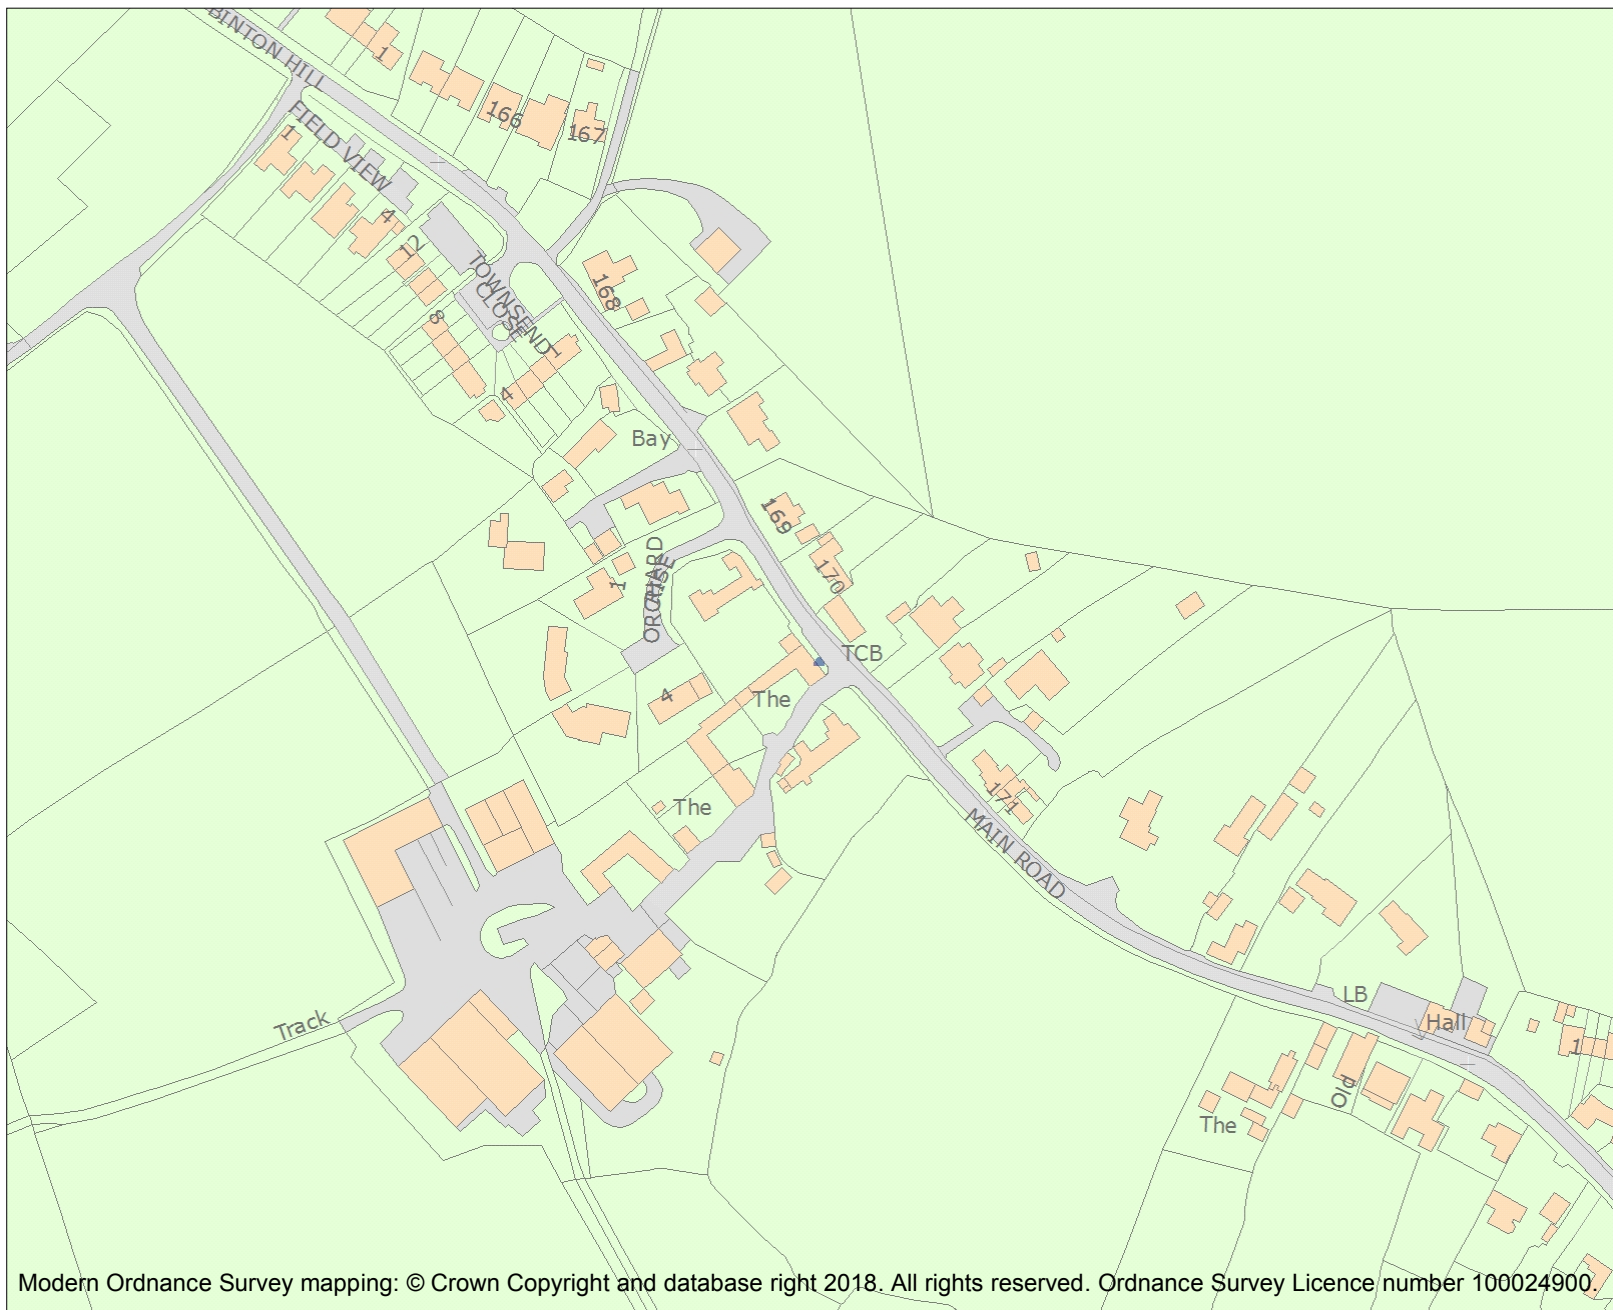 BINTON HILL
1
166
167
FIELD VIEW
1
4
12
TOWNSEND
CLOSE
168
8
1
4
Bay
169
ORCHARD
RISE
1
170
TCB
The
4
The
171
MAIN ROAD
Track
LB
Hall
1
Old
The
Modern Ordnance Survey mapping: © Crown Copyright and database right 2018. All rights reserved. Ordnance Survey Licence number 100024900.